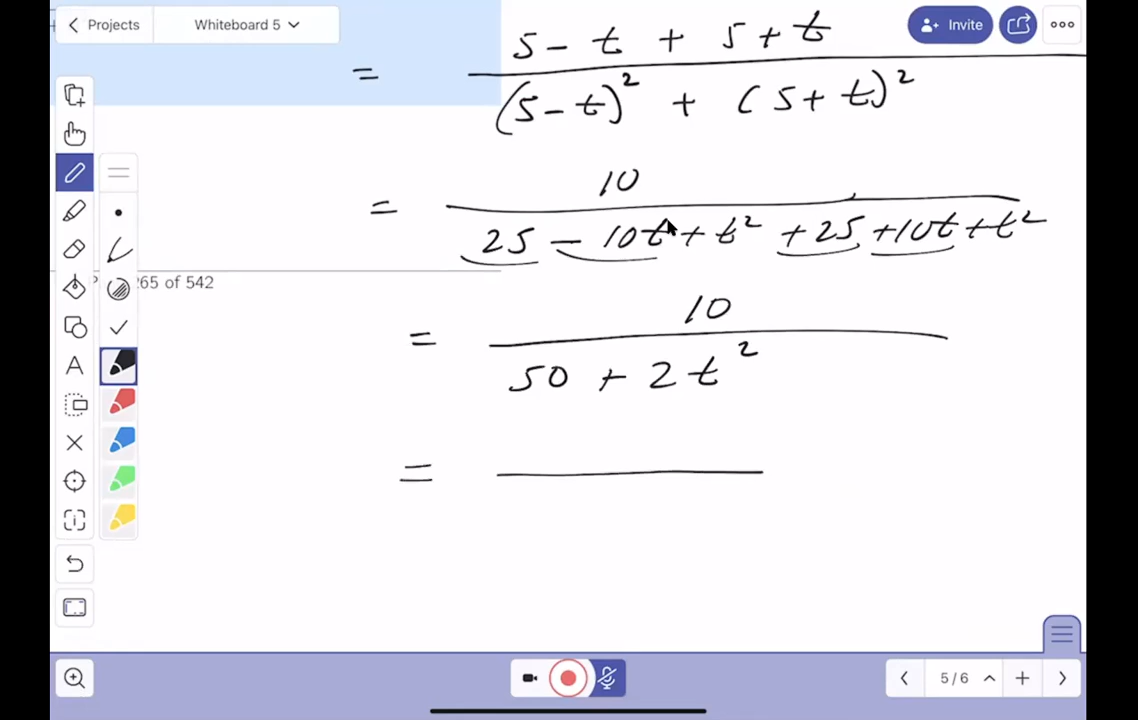 Projects
Whiteboard 5
Invite
5 - t + 5 + t
= (5 - t)² + (5 + t)²
10
= 25 - 10t + t² + 25 + 10t + t²
265 of 542
10
= 50 + 2t²
=
A
5 / 6